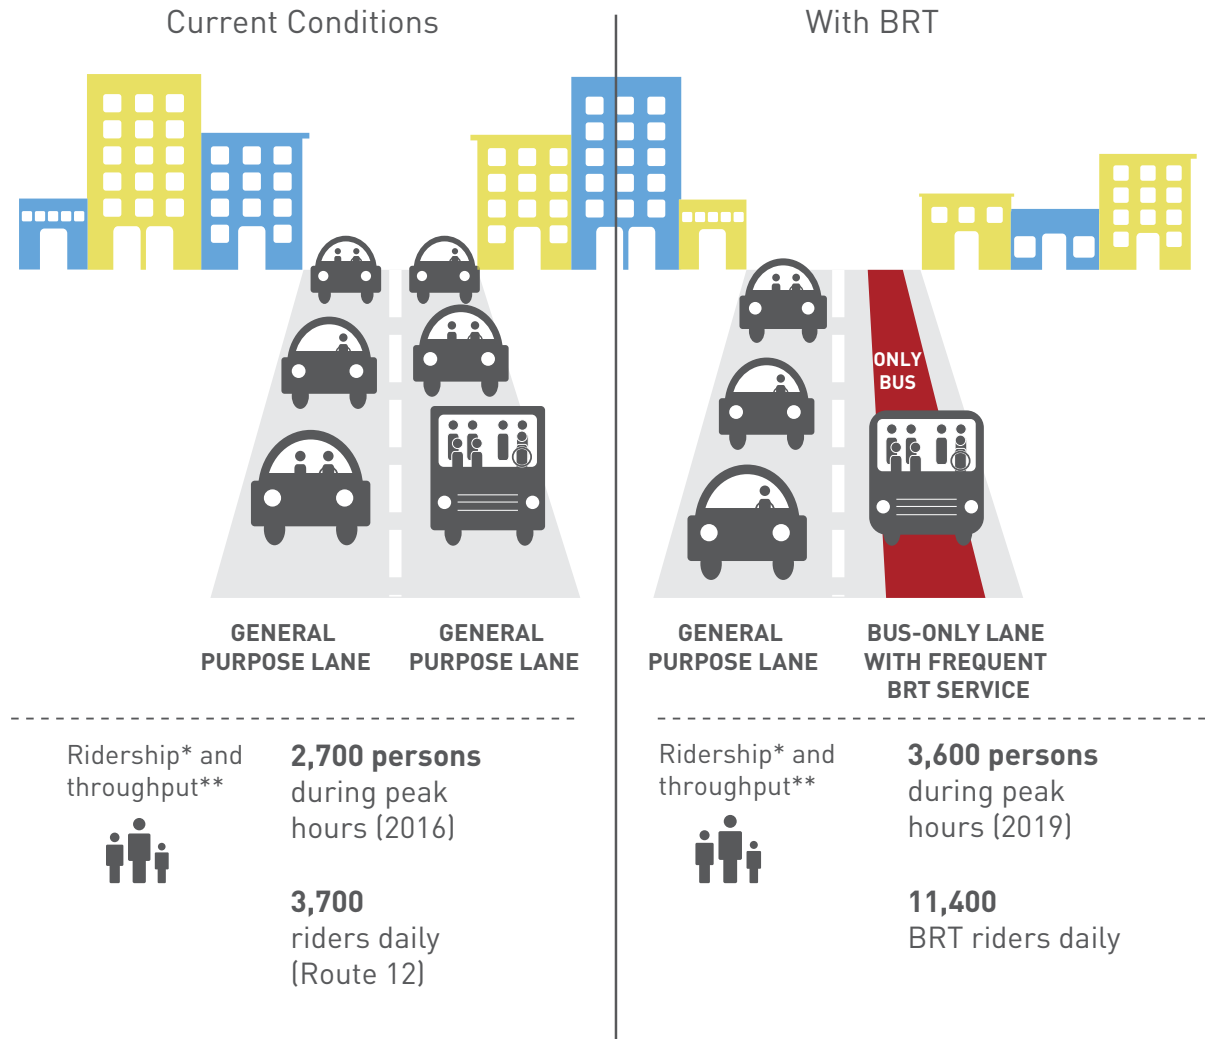 Current Conditions
With BRT
ONLY
BUS
GENERAL
PURPOSE LANE
GENERAL
PURPOSE LANE
GENERAL
PURPOSE LANE
BUS-ONLY LANE
WITH FREQUENT
BRT SERVICE
Ridership* and
throughput**
2,700 persons
during peak
hours (2016)
3,700
riders daily
(Route 12)
Ridership* and
throughput**
3,600 persons
during peak
hours (2019)
11,400
BRT riders daily